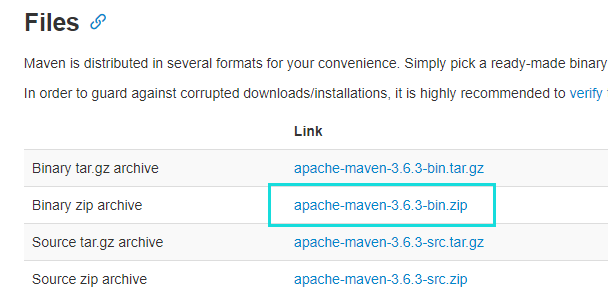 Files
Maven is distributed in several formats for your convenience. Simply pick a ready-made binary
In order to guard against corrupted downloads/installations, it is highly recommended to verify
Link
Binary tar.gz archive apache-maven-3.6.3-bin.tar.gz
Binary zip archive apache-maven-3.6.3-bin.zip
Source tar.gz archive apache-maven-3.6.3-src.tar.gz
Source zip archive apache-maven-3.6.3-src.zip